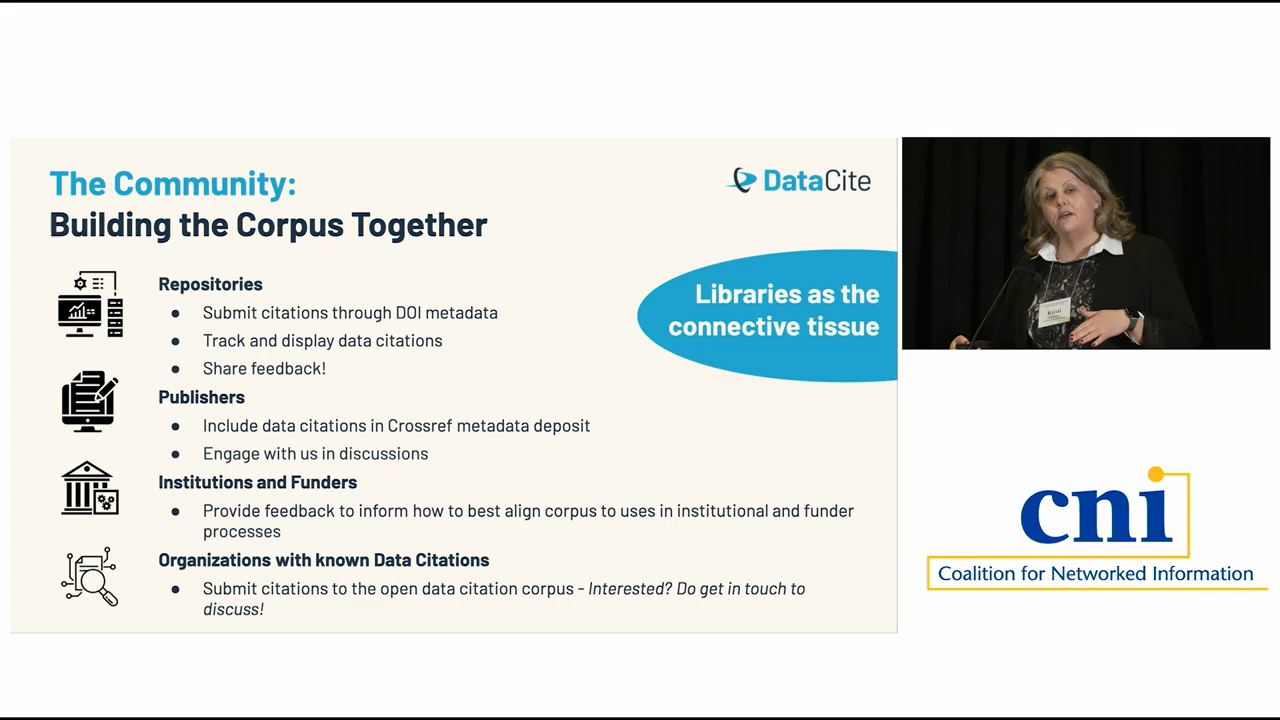 The Community:
Building the Corpus Together
DataCite
Repositories
● Submit citations through DOI metadata
● Track and display data citations
● Share feedback!
Publishers
● Include data citations in Crossref metadata deposit
● Engage with us in discussions
Institutions and Funders
● Provide feedback to inform how to best align corpus to uses in institutional and funder
processes
Organizations with known Data Citations
● Submit citations to the open data citation corpus - Interested? Do get in touch to
discuss!
Libraries as the
connective tissue
Kristi
cni
Coalition for Networked Information